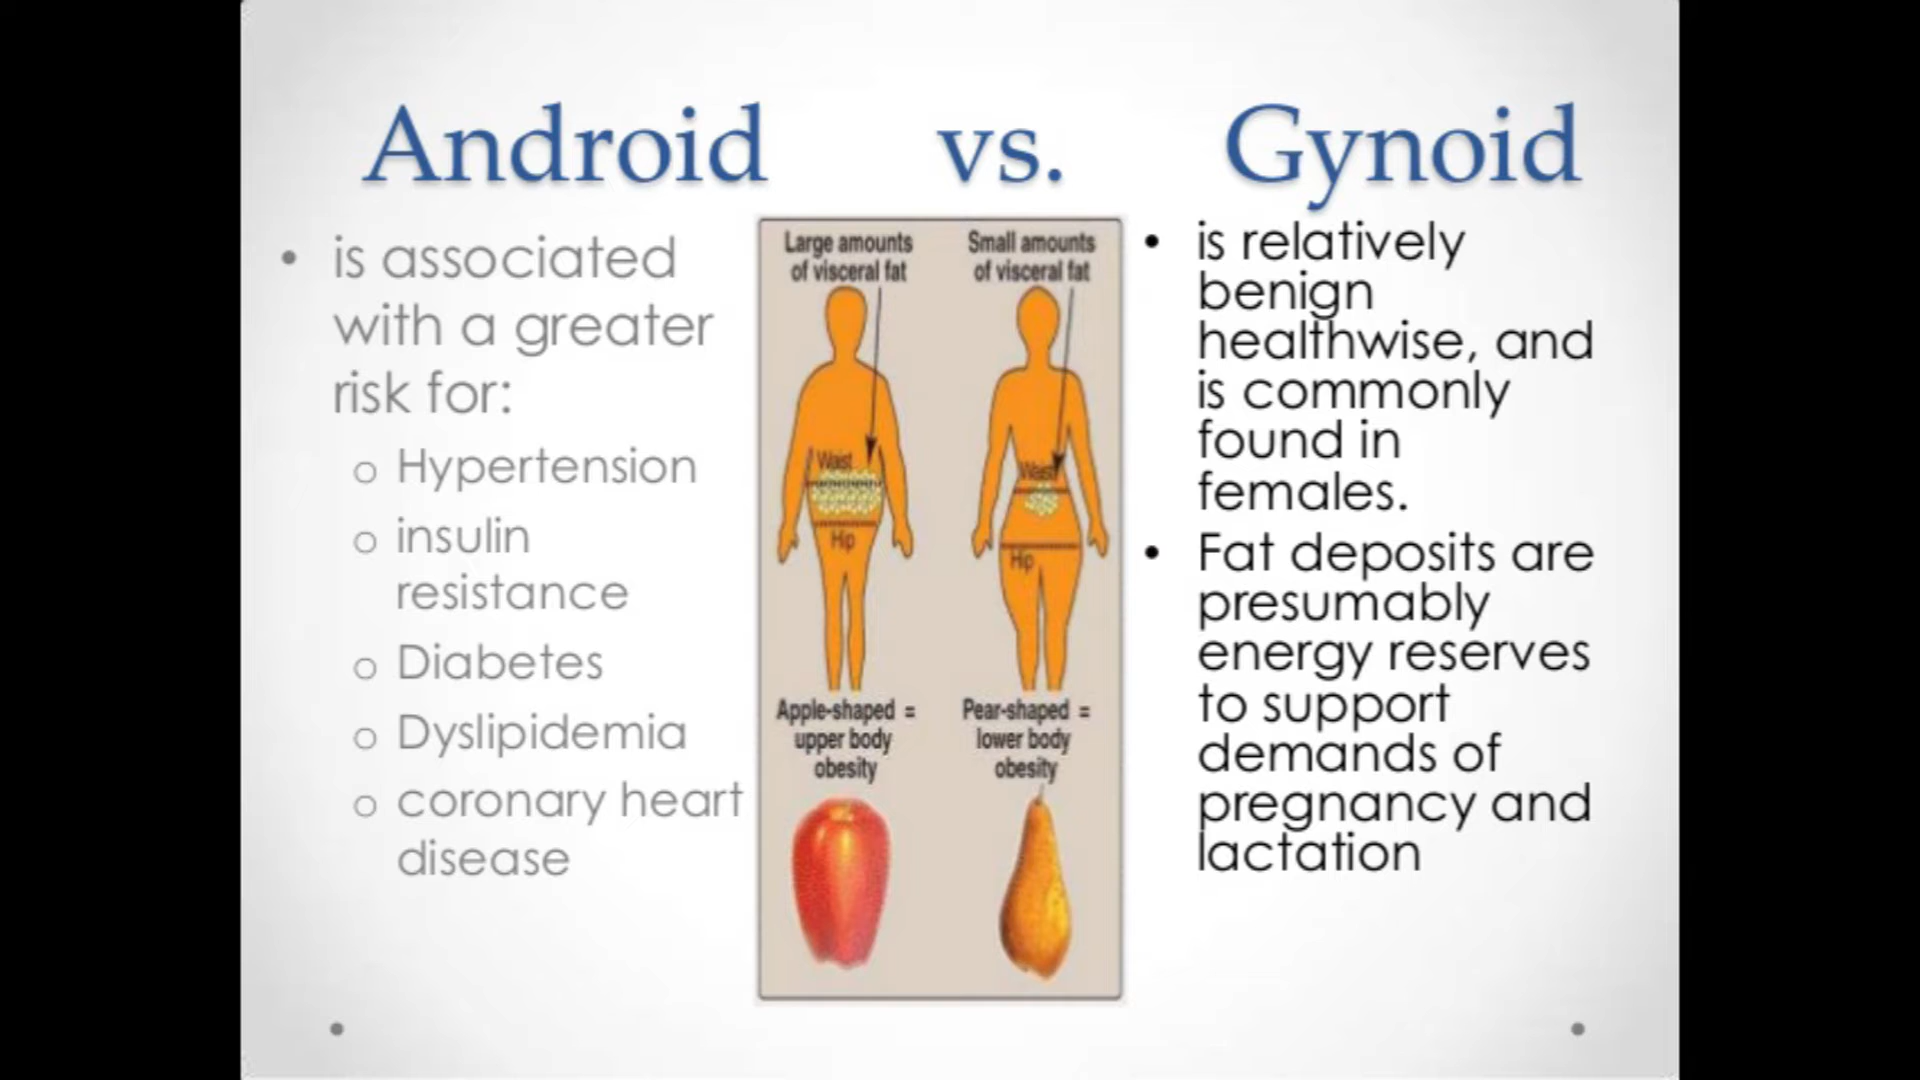 Android vs. Gynoid
• is associated
with a greater
risk for:
o Hypertension
o insulin
resistance
o Diabetes
o Dyslipidemia
o coronary heart
disease
Large amounts
of visceral fat
Waist
Hip
Apple-shaped =
upper body
obesity
Small amounts
of visceral fat
Waist
Hip
Pear-shaped =
lower body
obesity
• is relatively
benign
healthwise, and
is commonly
found in
females.
• Fat deposits are
presumably
energy reserves
to support
demands of
pregnancy and
lactation